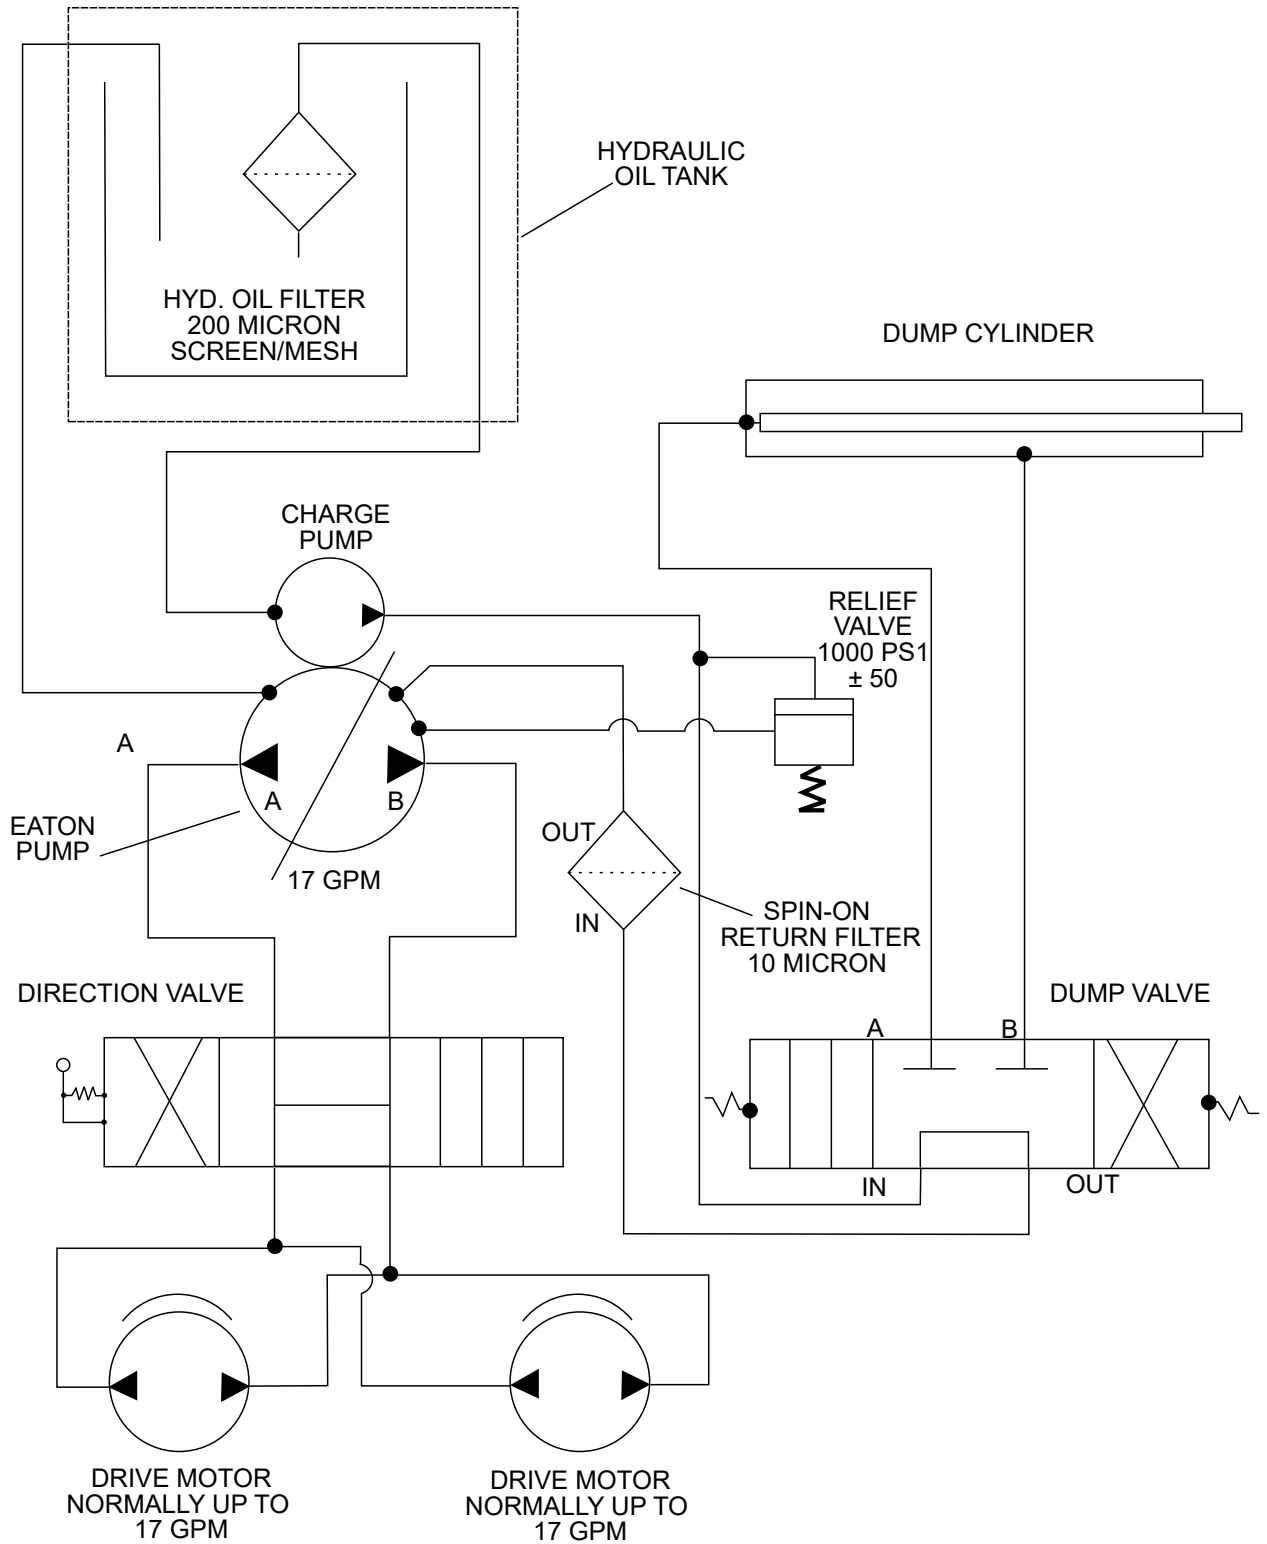 HYDRAULIC
OIL TANK
HYD. OIL FILTER
200 MICRON
SCREEN/MESH
DUMP CYLINDER
CHARGE
PUMP
RELIEF
VALVE
1000 PS1
± 50
A
A
B
EATON
PUMP
17 GPM
OUT
IN
SPIN-ON
RETURN FILTER
10 MICRON
DIRECTION VALVE
DUMP VALVE
A
B
IN
OUT
DRIVE MOTOR
NORMALLY UP TO
17 GPM
DRIVE MOTOR
NORMALLY UP TO
17 GPM